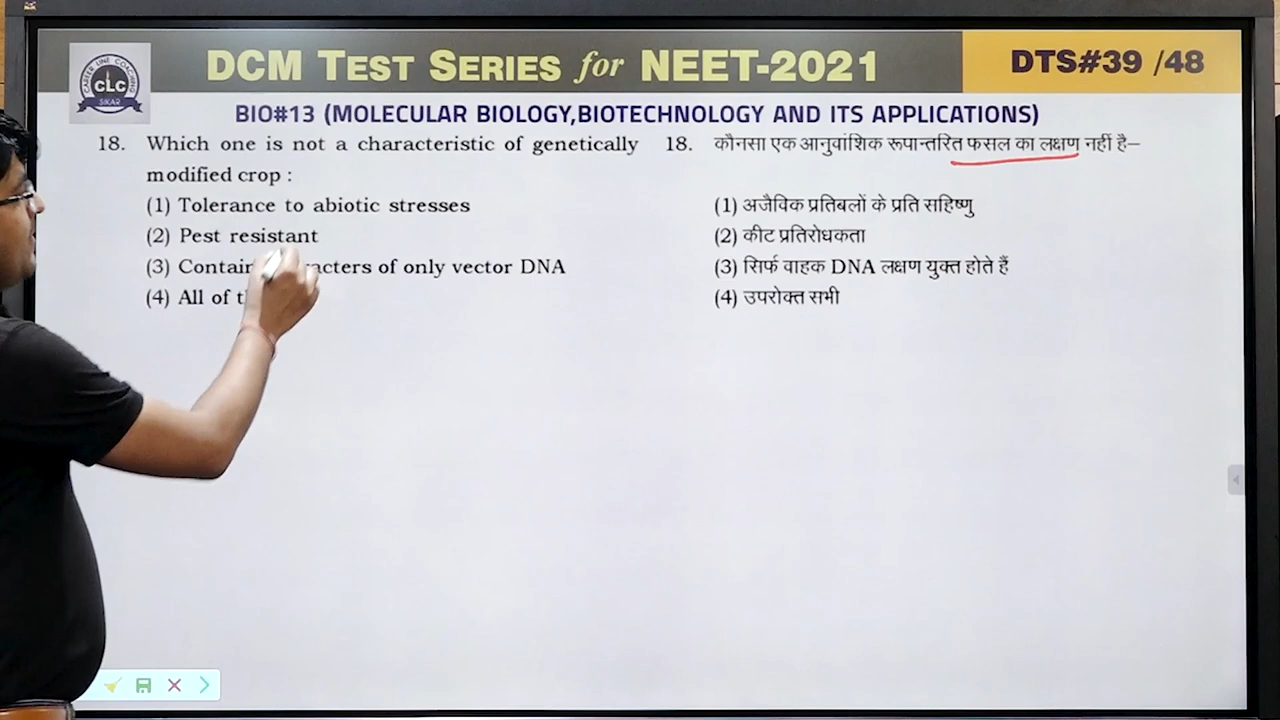 DCM TEST SERIES for NEET-2021
DTS#39 /48
CAREER LINE COACHING
CLC
SIKAR
BIO#13 (MOLECULAR BIOLOGY,BIOTECHNOLOGY AND ITS APPLICATIONS)
18. Which one is not a characteristic of genetically
modified crop :
(1) Tolerance to abiotic stresses
(2) Pest resistant
(3) Contain of only vector DNA
(4) All of
18. कौनसा एक आनुवांशिक रूपान्तरित फसल का लक्षण नहीं है–
(1) अजैविक प्रतिबलों के प्रति सहिष्णु
(2) कीट प्रतिरोधकता
(3) सिर्फ वाहक DNA लक्षण युक्त होते हैं
(4) उपरोक्त सभी